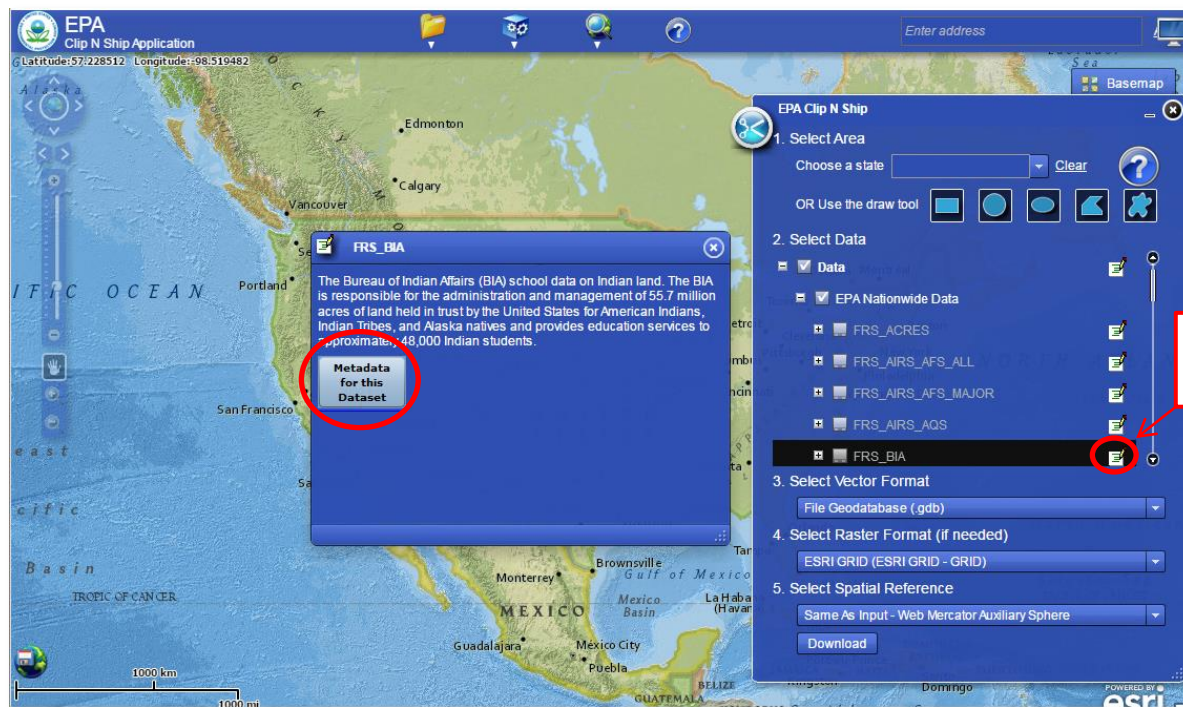 EPA
Clip N Ship Application
Enter address
Latitude:57.228512 Longitude:-98.519482
Alaska
Sea
Basemap
Edmonton
Calgary
Vancouver
Portland
OCEAN
San Francisco
east
cific
Basin
TROPIC OF CANCER
Monterrey
Brownsville
Gulf of Mexico
MEXICO
Mexico
Basin
La Haba
(Havan
Guadalajara
México City
Puebla
BELIZE
GUATEMALA
Domingo
1000 km
1000 mi
POWERED BY
esri
FRS_BIA
The Bureau of Indian Affairs (BIA) school data on Indian land. The BIA
is responsible for the administration and management of 55.7 million
acres of land held in trust by the United States for American Indians,
Indian Tribes, and Alaska natives and provides education services to
approximately 48,000 Indian students.
Metadata
for this
Dataset
EPA Clip N Ship
1. Select Area
Choose a state
Clear
OR Use the draw tool
2. Select Data
Data
EPA Nationwide Data
FRS_ACRES
FRS_AIRS_AFS_ALL
FRS_AIRS_AFS_MAJOR
FRS_AIRS_AQS
FRS_BIA
3. Select Vector Format
File Geodatabase (.gdb)
4. Select Raster Format (if needed)
ESRI GRID (ESRI GRID - GRID)
5. Select Spatial Reference
Same As Input - Web Mercator Auxiliary Sphere
Download